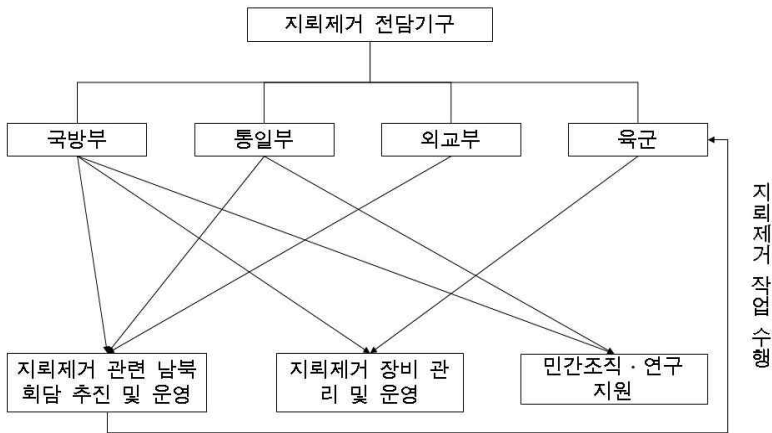 지뢰제거 전담기구
국방부
통일부
외교부
육군
지뢰제거 관련 남북
회담 추진 및 운영
지뢰제거 장비 관
리 및 운영
민간조직·연구
지원
지뢰제거 작업 수행